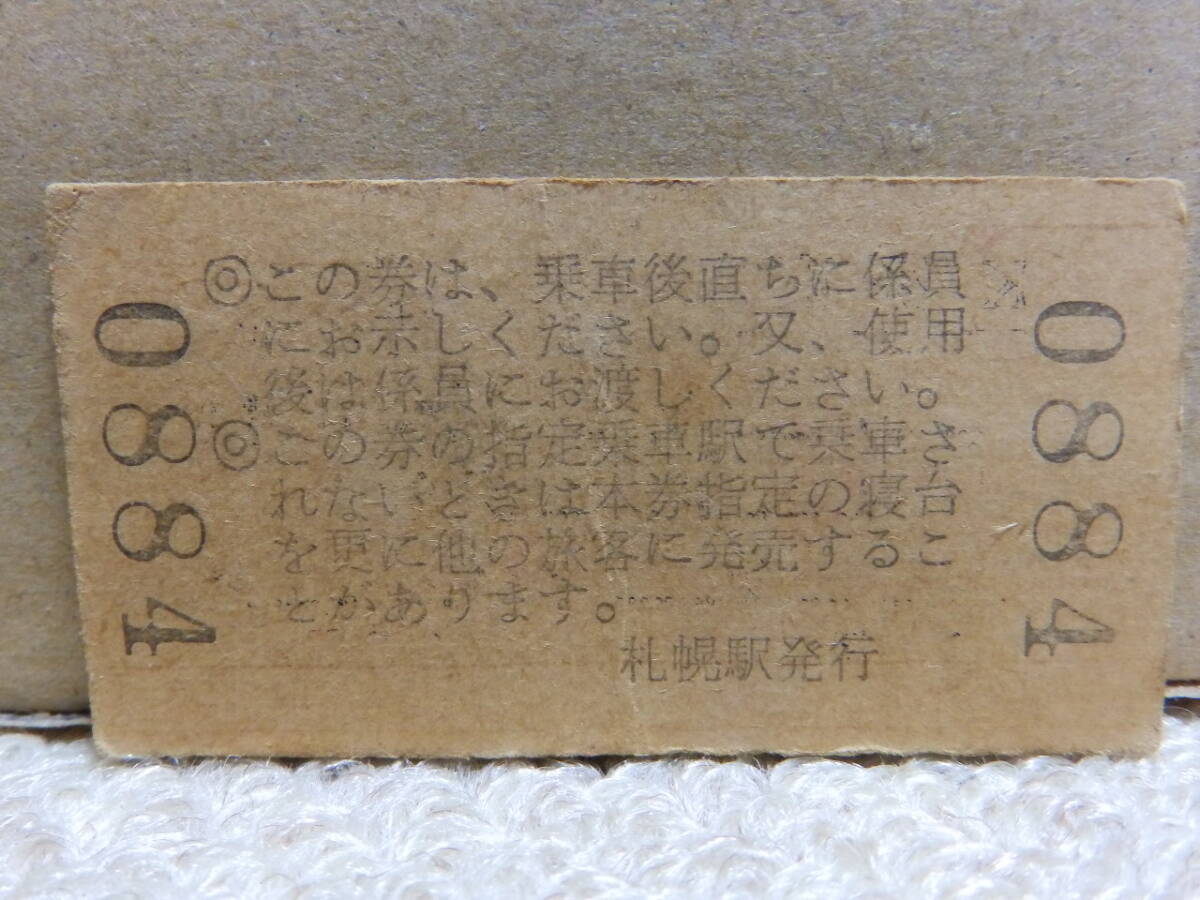 ◎この券は、乗車後直ちに係員
にお示しください。又、使用
後は係員にお渡しください。
◎この券の指定乗車駅で乗車さ
れないときは本券指定の寝台
を更に他の旅客に発売するこ
とがあります。
札幌駅発行
0884
0884